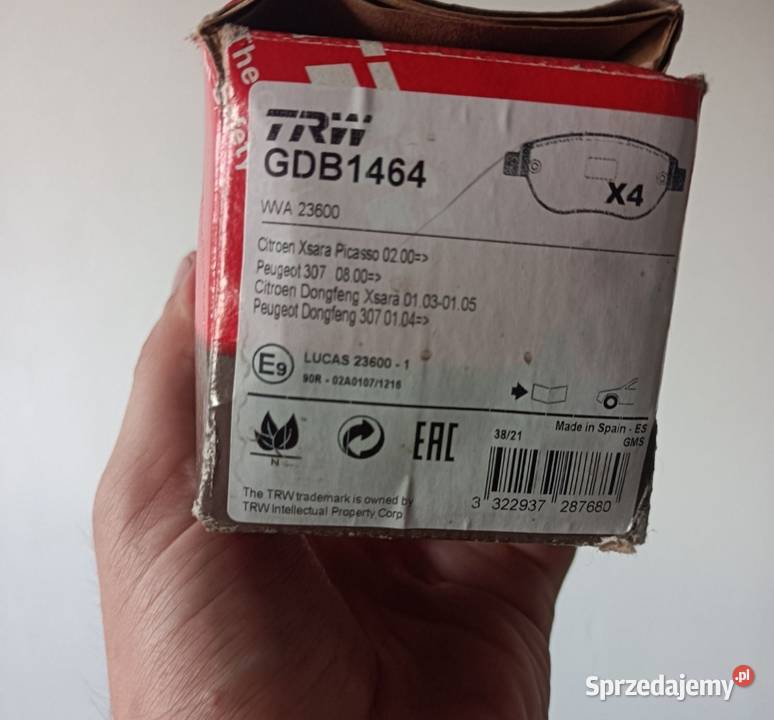 The
Safety
TRW
GDB1464
X4
WVA 23600
Citroen Xsara Picasso 02.00=>
Peugeot 307 08.00=>
Citroen Dongfeng Xsara 01.03-01.05
Peugeot Dongfeng 307 01.04=>
E9
LUCAS 23600 - 1
90R - 02A0107/1216
Made in Spain - ES
GMS
38/21
N
EAC
3 322937 287680
The TRW trademark is owned by
TRW Intellectual Property Corp
Sprzedajemy.pl